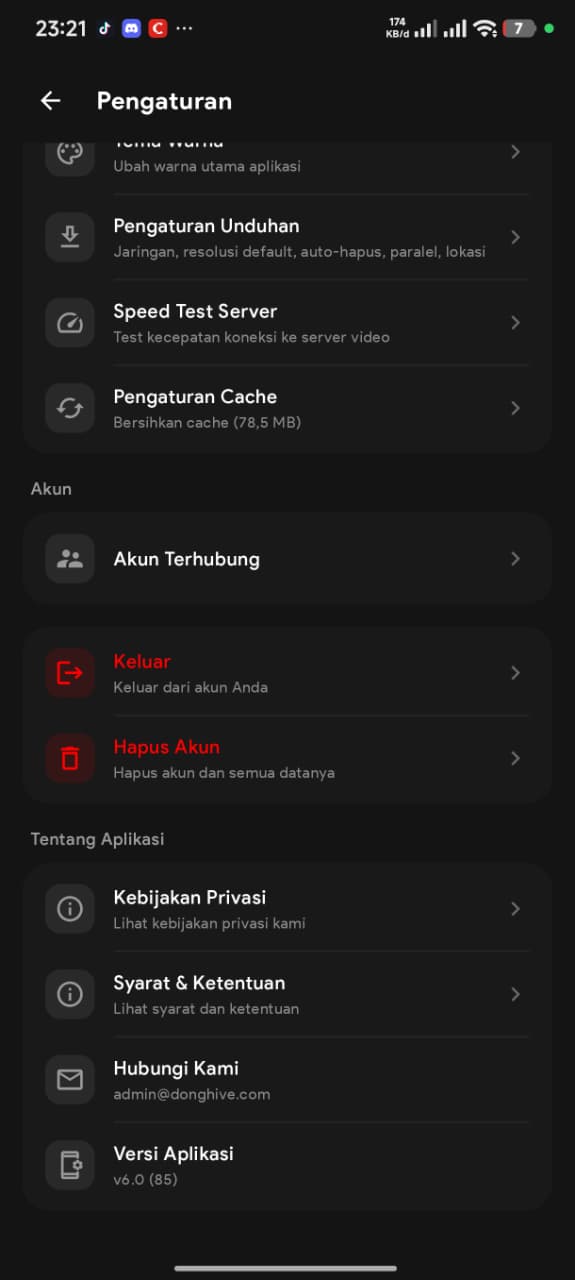 23:21
174
KB/d
7
Pengaturan
Tema Warna
Ubah warna utama aplikasi
Pengaturan Unduhan
Jaringan, resolusi default, auto-hapus, paralel, lokasi
Speed Test Server
Test kecepatan koneksi ke server video
Pengaturan Cache
Bersihkan cache (78,5 MB)
Akun
Akun Terhubung
Keluar
Keluar dari akun Anda
Hapus Akun
Hapus akun dan semua datanya
Tentang Aplikasi
Kebijakan Privasi
Lihat kebijakan privasi kami
Syarat & Ketentuan
Lihat syarat dan ketentuan
Hubungi Kami
admin@donghive.com
Versi Aplikasi
v6.0 (85)